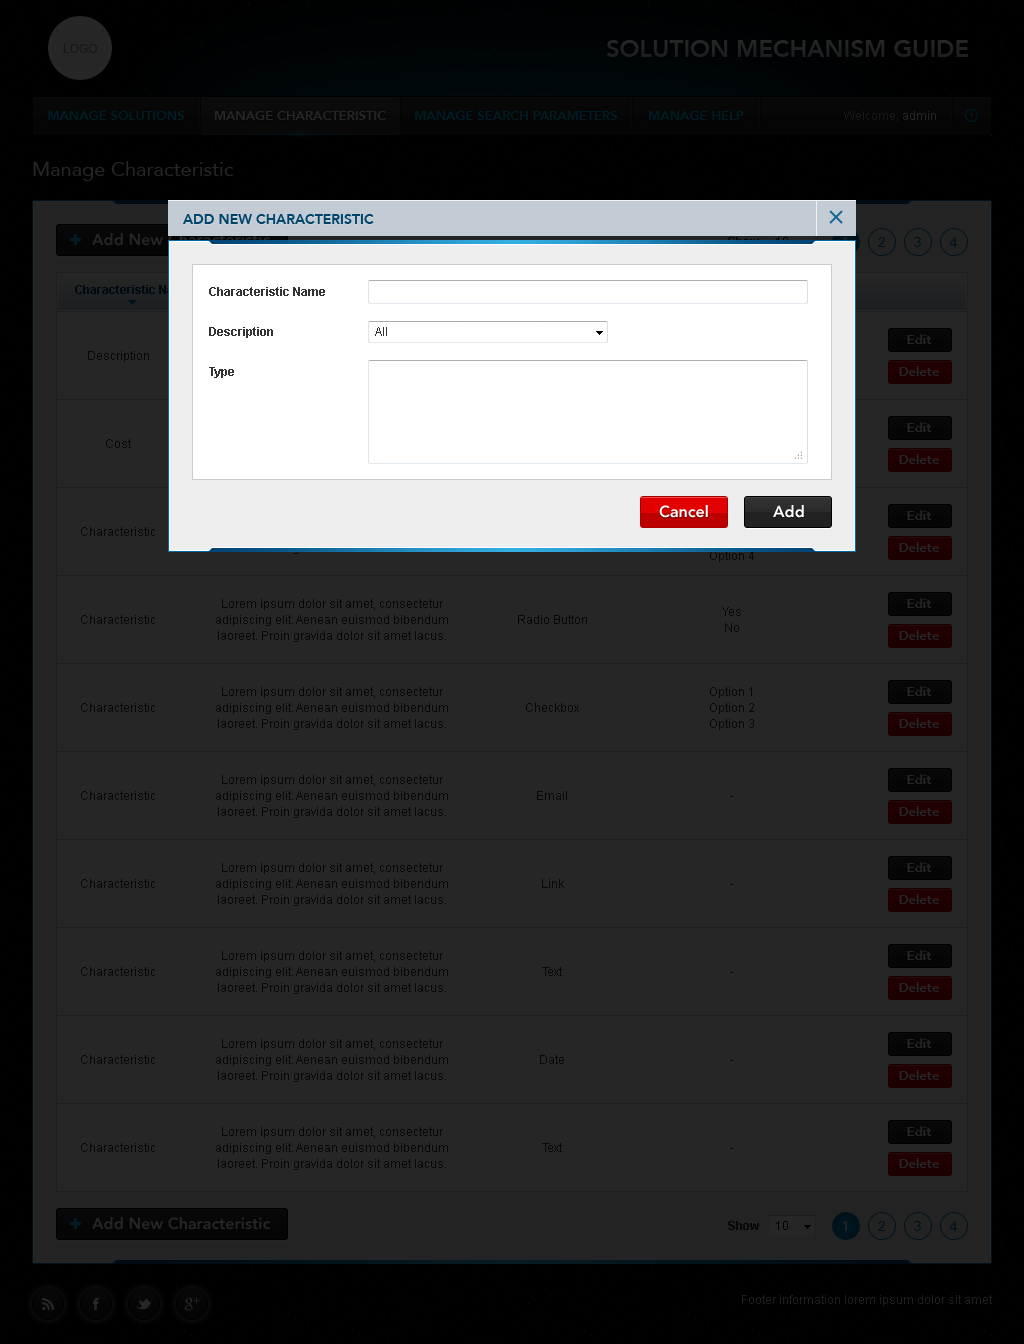 LOGO
SOLUTION MECHANISM GUIDE
MANAGE SOLUTIONS
MANAGE CHARACTERISTIC
MANAGE SEARCH PARAMETERS
MANAGE HELP
Welcome, admin
Manage Characteristic
ADD NEW CHARACTERISTIC
Add New Characteristic
2 3 4
Characteristic Name
All
Description
Type
Cancel
Add
Characteristic
Description
Edit
Delete
Cost
Edit
Delete
Characteristic
Option 4
Edit
Delete
Characteristic
Lorem ipsum dolor sit amet, consectetur
adipiscing elit. Aenean euismod bibendum
laoreet. Proin gravida dolor sit amet lacus.
Radio Button
Yes
No
Edit
Delete
Characteristic
Lorem ipsum dolor sit amet, consectetur
adipiscing elit. Aenean euismod bibendum
laoreet. Proin gravida dolor sit amet lacus.
Checkbox
Option 1
Option 2
Option 3
Edit
Delete
Characteristic
Lorem ipsum dolor sit amet, consectetur
adipiscing elit. Aenean euismod bibendum
laoreet. Proin gravida dolor sit amet lacus.
Email
-
Edit
Delete
Characteristic
Lorem ipsum dolor sit amet, consectetur
adipiscing elit. Aenean euismod bibendum
laoreet. Proin gravida dolor sit amet lacus.
Link
-
Edit
Delete
Characteristic
Lorem ipsum dolor sit amet, consectetur
adipiscing elit. Aenean euismod bibendum
laoreet. Proin gravida dolor sit amet lacus.
Text
-
Edit
Delete
Characteristic
Lorem ipsum dolor sit amet, consectetur
adipiscing elit. Aenean euismod bibendum
laoreet. Proin gravida dolor sit amet lacus.
Date
-
Edit
Delete
Characteristic
Lorem ipsum dolor sit amet, consectetur
adipiscing elit. Aenean euismod bibendum
laoreet. Proin gravida dolor sit amet lacus.
Text
-
Edit
Delete
Add New Characteristic
Show 10 1 2 3 4
Footer information lorem ipsum dolor sit amet